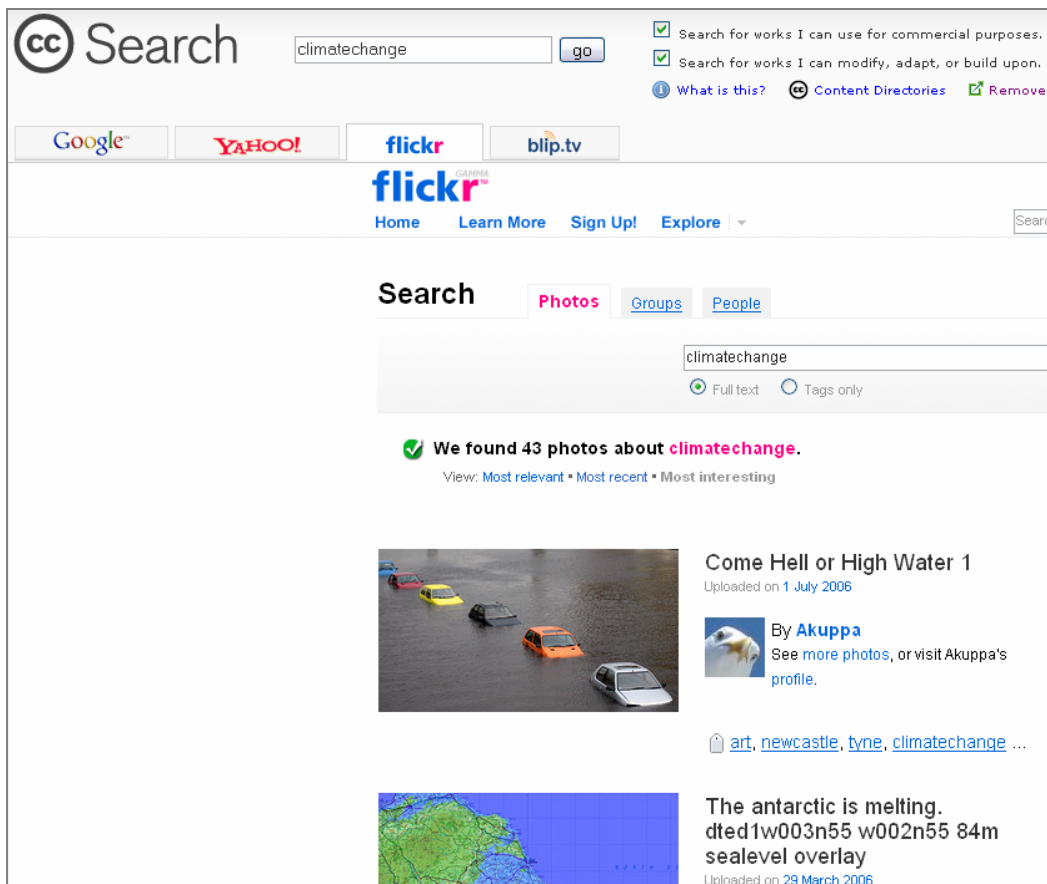 cc Search
climatechange
go
Search for works I can use for commercial purposes.
Search for works I can modify, adapt, or build upon.
What is this? cc Content Directories Remove
Google™ YAHOO! flickr blip.tv
flickr™ GAMMA
Home Learn More Sign Up! Explore
Search Photos Groups People
climatechange
Full text Tags only
We found 43 photos about climatechange.
View: Most relevant • Most recent • Most interesting
Come Hell or High Water 1
Uploaded on 1 July 2006
By Akuppa
See more photos, or visit Akuppa's
profile.
art, newcastle, tyne, climatechange ...
The antarctic is melting.
dted1w003n55 w002n55 84m
sealevel overlay
Uploaded on 29 March 2006